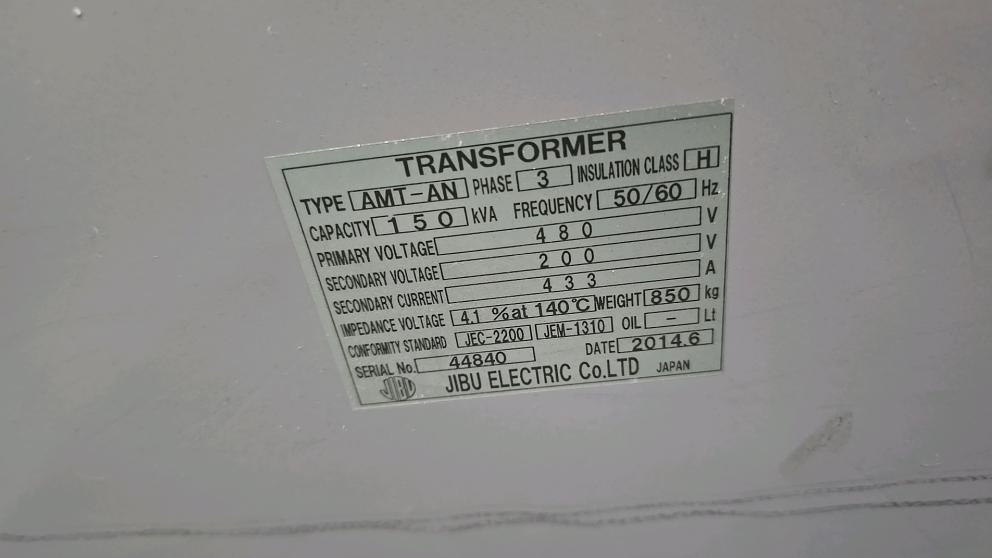 TRANSFORMER
TYPE AMT-AN PHASE 3 INSULATION CLASS H
CAPACITY 150 kVA FREQUENCY 50/60 Hz
PRIMARY VOLTAGE 480 V
SECONDARY VOLTAGE 200 V
SECONDARY CURRENT 433 A
IMPEDANCE VOLTAGE 4.1 % at 140°C WEIGHT 850 kg
CONFORMITY STANDARD JEC-2200 JEM-1310 OIL - Lt
SERIAL No. 44840 DATE 2014.6
JIBU JIBU ELECTRIC Co.LTD JAPAN